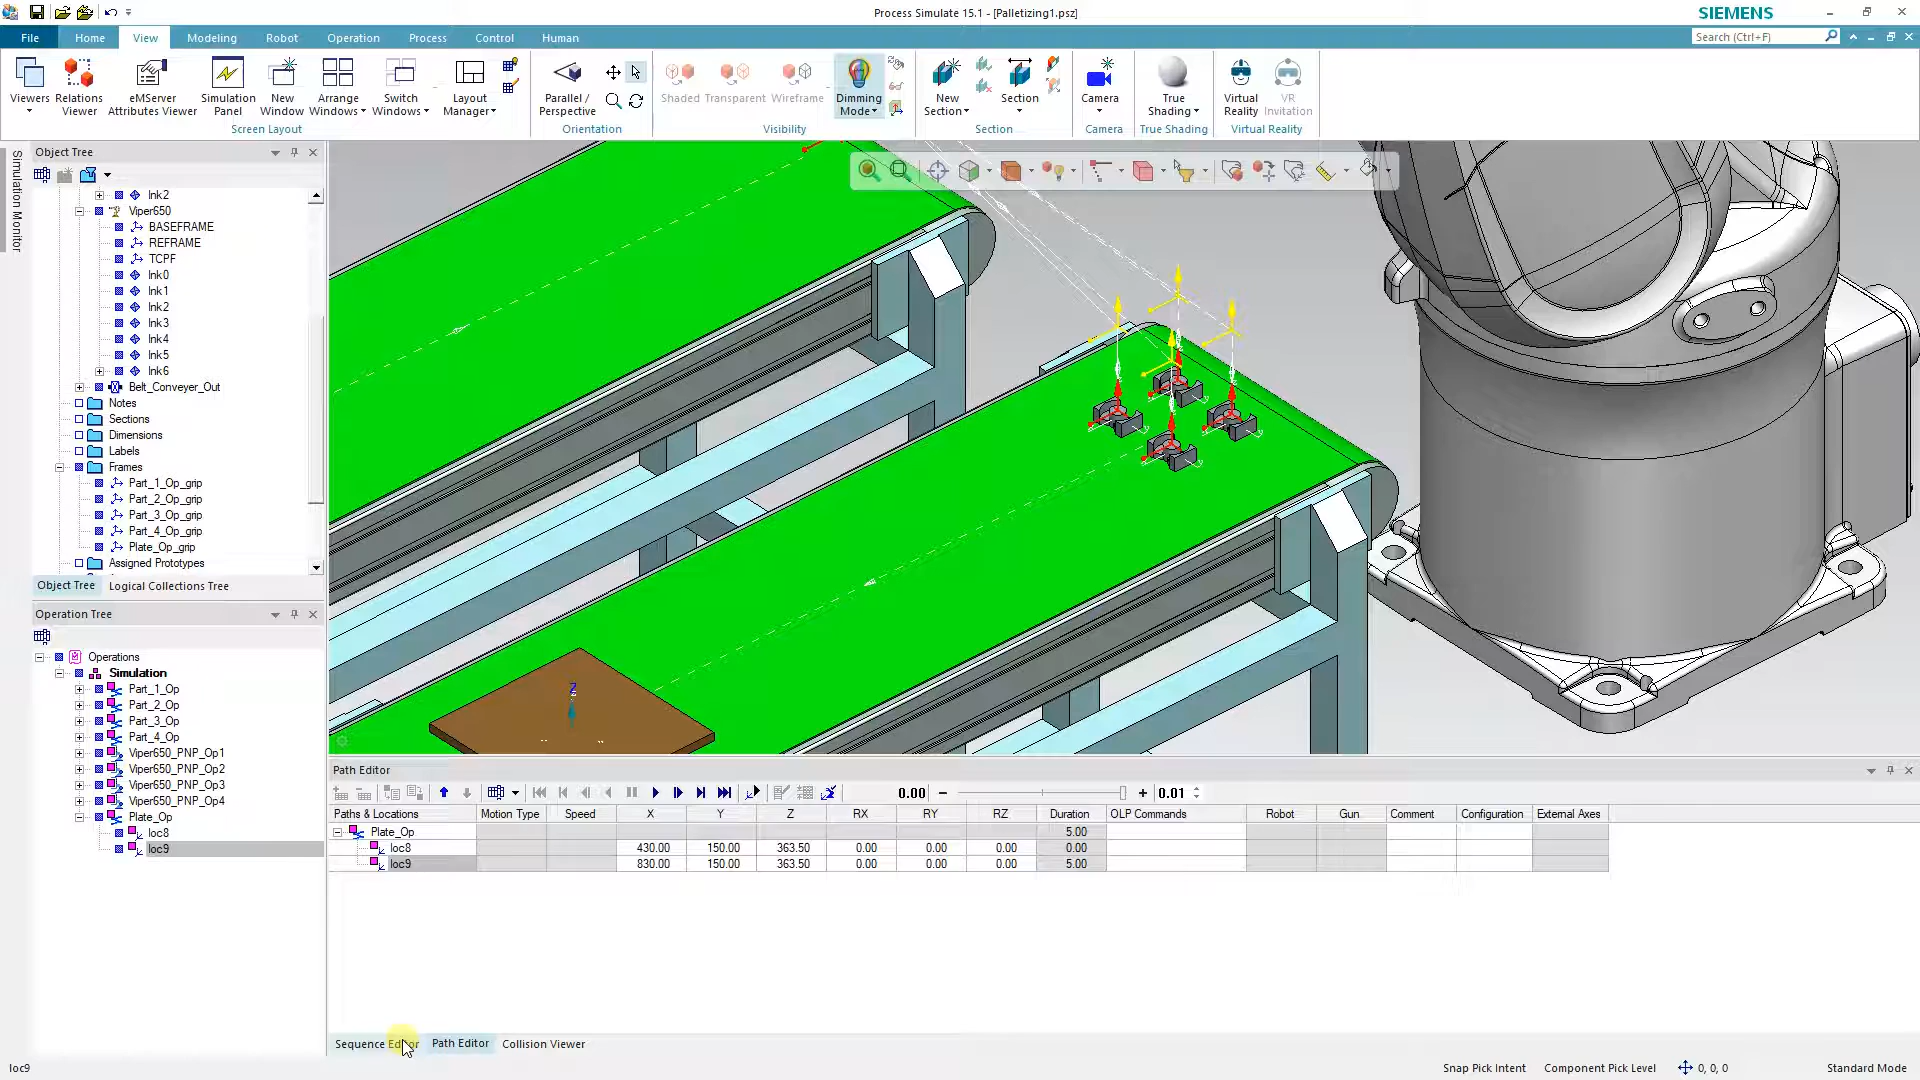 Process Simulate 15.1 - [Palletizing1.psz]
SIEMENS
File Home View Modeling Robot Operation Process Control Human
Search (Ctrl+F)
Viewers
Relations Viewer
eMServer Attributes Viewer
Simulation Panel
New Window
Arrange Windows
Switch Windows
Layout Manager
Parallel / Perspective
Shaded
Transparent
Wireframe
Dimming Mode
New Section
Section
Camera
True Shading
Virtual Reality
VR Invitation
Screen Layout
Orientation
Visibility
Section
Camera
True Shading
Virtual Reality
Simulation Monitor
Object Tree
lnk2
Viper650
BASEFRAME
REFRAME
TCPF
lnk0
lnk1
lnk2
lnk3
lnk4
lnk5
lnk6
Belt_Conveyer_Out
Notes
Sections
Dimensions
Labels
Frames
Part_1_Op_grip
Part_2_Op_grip
Part_3_Op_grip
Part_4_Op_grip
Plate_Op_grip
Assigned Prototypes
Object Tree Logical Collections Tree
Operation Tree
Operations
Simulation
Part_1_Op
Part_2_Op
Part_3_Op
Part_4_Op
Viper650_PNP_Op1
Viper650_PNP_Op2
Viper650_PNP_Op3
Viper650_PNP_Op4
Plate_Op
loc8
loc9
Z
Path Editor
0.00 0.01
Paths & Locations Motion Type Speed X Y Z RX RY RZ Duration OLP Commands Robot Gun Comment Configuration External Axes
Plate_Op 5.00
loc8 430.00 150.00 363.50 0.00 0.00 0.00 0.00
loc9 830.00 150.00 363.50 0.00 0.00 0.00 5.00
Sequence Editor Path Editor Collision Viewer
loc9
Snap Pick Intent Component Pick Level 0, 0, 0 Standard Mode